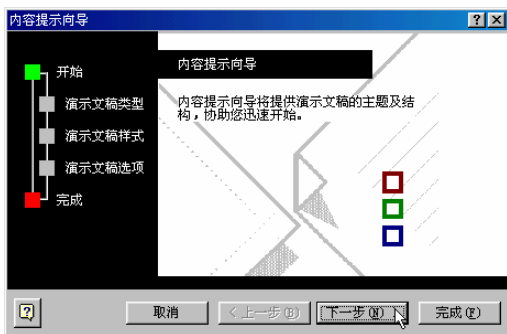 内容提示向导
开始
演示文稿类型
演示文稿样式
演示文稿选项
完成
内容提示向导
内容提示向导将提供演示文稿的主题及结
构，协助您迅速开始。
取消
<上一步(B)
下一步(N)
完成(F)